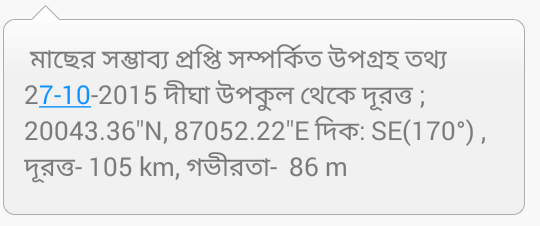 মাছের সম্ভাব্য প্রপ্তি সম্পর্কিত উপগ্রহ তথ্য
27-10-2015 দীঘা উপকুল থেকে দূরত্ত ;
20043.36"N, 87052.22"E দিক: SE(170°) ,
দূরত্ত- 105 km, গভীরতা- 86 m